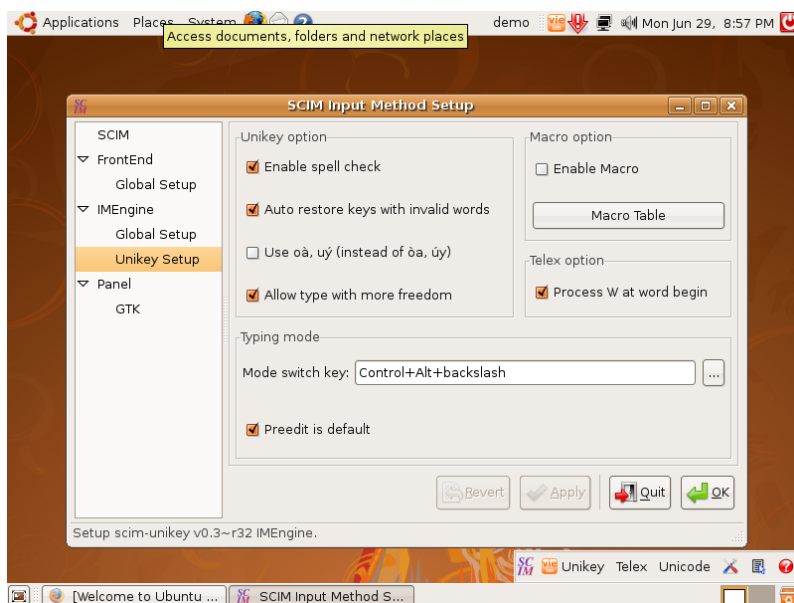 Applications Places System demo vie Mon Jun 29, 8:57 PM
Access documents, folders and network places
SCIM Input Method Setup
SCIM
FrontEnd
Global Setup
IMEngine
Global Setup
Unikey Setup
Panel
GTK
Unikey option
Enable spell check
Auto restore keys with invalid words
Use oà, uý (instead of òa, úy)
Allow type with more freedom
Macro option
Enable Macro
Macro Table
Telex option
Process W at word begin
Typing mode
Mode switch key: Control+Alt+backslash ...
Preedit is default
Revert Apply Quit OK
Setup scim-unikey v0.3~r32 IMEngine.
SCIM vie Unikey Telex Unicode
[Welcome to Ubuntu ... SCIM Input Method S...